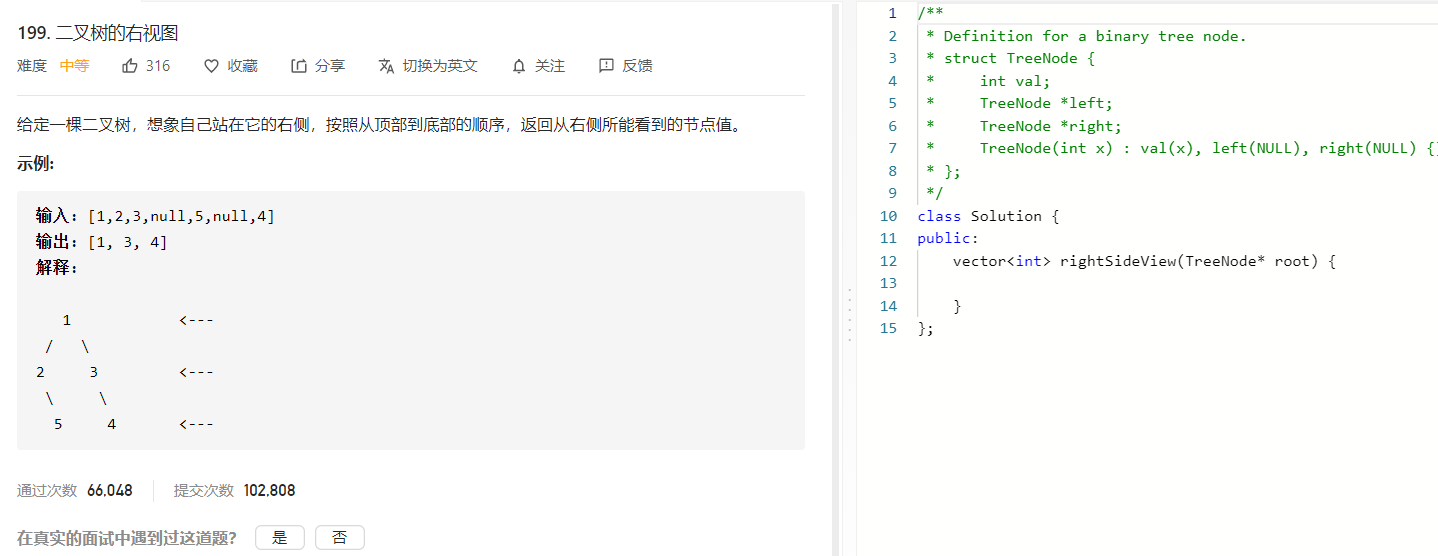 199. 二叉树的右视图
难度 中等 316 收藏 分享 切换为英文 关注 反馈
给定一棵二叉树，想象自己站在它的右侧，按照从顶部到底部的顺序，返回从右侧所能看到的节点值。
示例:
输入: [1,2,3,null,5,null,4]
输出: [1, 3, 4]
解释:
   1            <---
 /   \
2     3         <---
 \     \
  5     4       <---
通过次数 66,048 提交次数 102,808
在真实的面试中遇到过这道题? 是 否
1 /**
2  * Definition for a binary tree node.
3  * struct TreeNode {
4  *     int val;
5  *     TreeNode *left;
6  *     TreeNode *right;
7  *     TreeNode(int x) : val(x), left(NULL), right(NULL) {}
8  * };
9  */
10 class Solution {
11 public:
12     vector<int> rightSideView(TreeNode* root) {
13
14     }
15 };